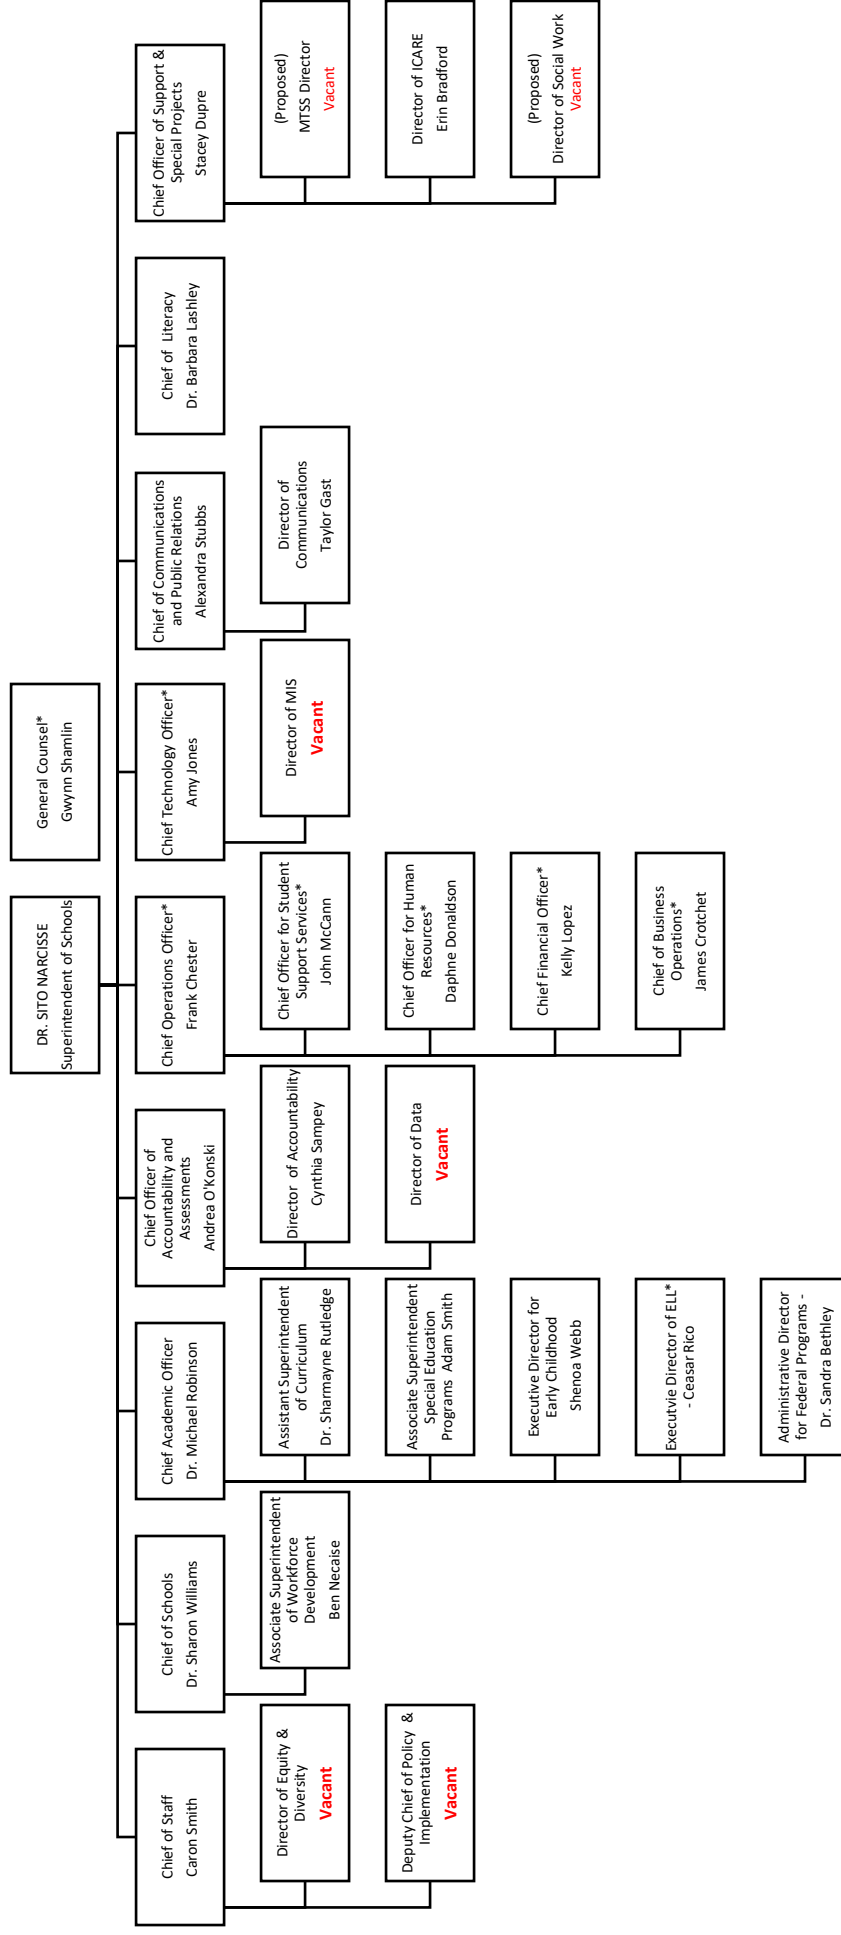 DR. SITO NARCISSE
Superintendent of Schools
General Counsel*
Gwynn Shamlin
Chief of Staff
Caron Smith
Director of Equity &
Diversity
Vacant
Deputy Chief of Policy &
Implementation
Vacant
Chief of Schools
Dr. Sharon Williams
Associate Superintendent
of Workforce
Development
Ben Necaise
Chief Academic Officer
Dr. Michael Robinson
Assistant Superintendent
of Curriculum
Dr. Sharmayne Rutledge
Associate Superintendent
Special Education
Programs Adam Smith
Executive Director for
Early Childhood
Shenoa Webb
Executvie Director of ELL*
- Ceasar Rico
Administrative Director
for Federal Programs -
Dr. Sandra Bethley
Chief Officer of
Accountability and
Assessments
Andrea O'Konski
Director of Accountability
Cynthia Sampey
Director of Data
Vacant
Chief Operations Officer*
Frank Chester
Chief Officer for Student
Support Services*
John McCann
Chief Officer for Human
Resources*
Daphne Donaldson
Chief Financial Officer*
Kelly Lopez
Chief of Business
Operations*
James Crotchet
Chief Technology Officer*
Amy Jones
Director of MIS
Vacant
Chief of Communications
and Public Relations
Alexandra Stubbs
Director of
Communications
Taylor Gast
Chief of Literacy
Dr. Barbara Lashley
Chief Officer of Support &
Special Projects
Stacey Dupre
(Proposed)
MTSS Director
Vacant
Director of ICARE
Erin Bradford
(Proposed)
Director of Social Work
Vacant